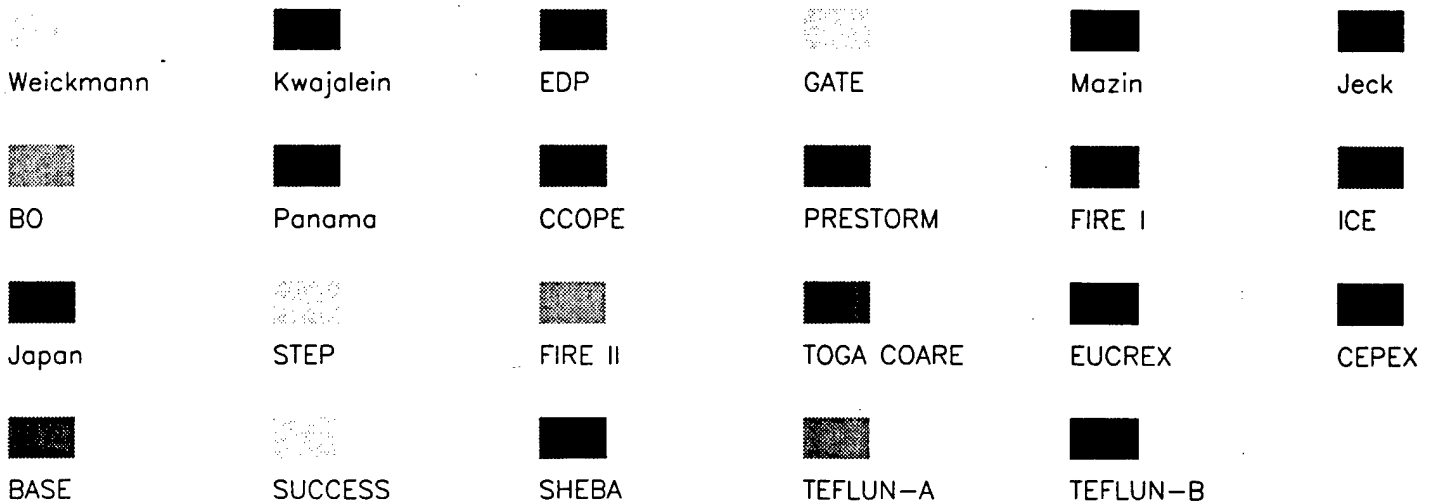 Weickmann Kwajalein EDP GATE Mazin Jeck
BO Panama CCOPE PRESTORM FIRE I ICE
Japan STEP FIRE II TOGA COARE EUCREX CEPEX
BASE SUCCESS SHEBA TEFLUN-A TEFLUN-B